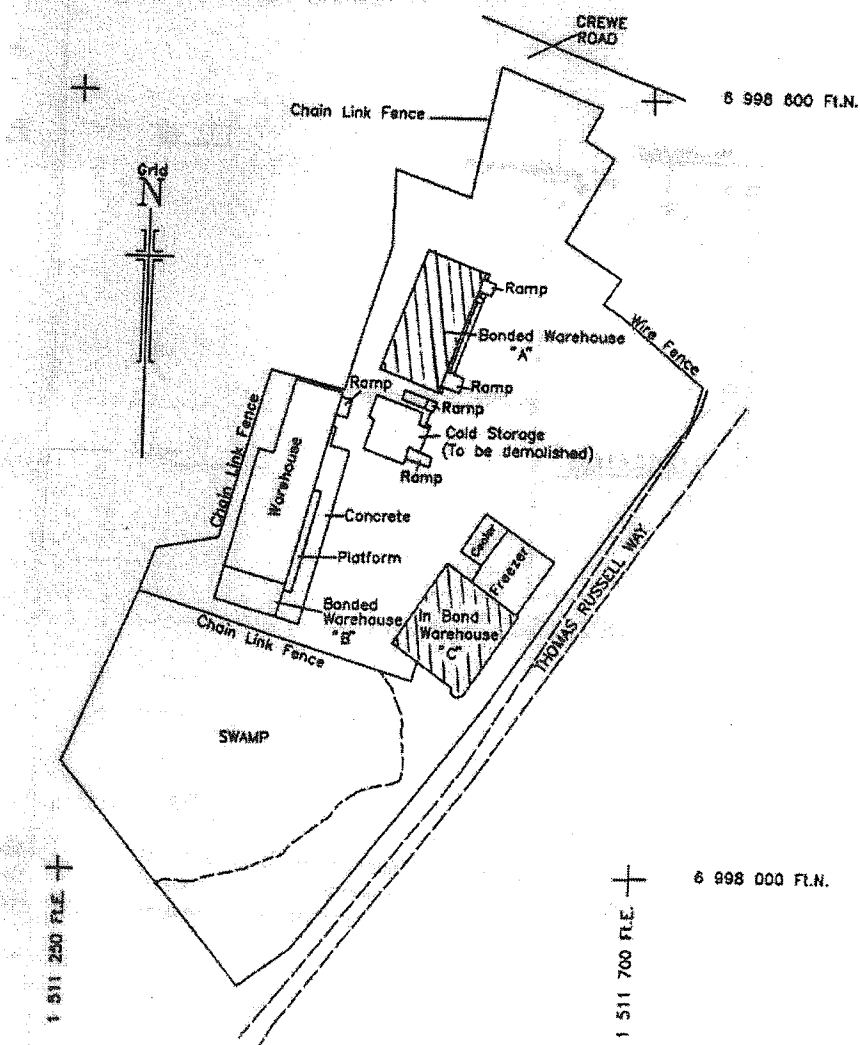 CREWE
ROAD
6 998 600 Ft.N.
Chain Link Fence
Grid
N
Ramp
Bonded Warehouse
"A"
Wire Fence
Ramp
Ramp
Ramp
Cold Storage
(To be demolished)
Ramp
Chain Link Fence
Warehouse
Concrete
Platform
Cooler
Freezer
Bonded
Warehouse
"B"
In Bond
Warehouse
"C"
Chain Link Fence
THOMAS RUSSELL WAY
SWAMP
6 998 000 Ft.N.
1 511 250 Ft.E.
1 511 700 Ft.E.